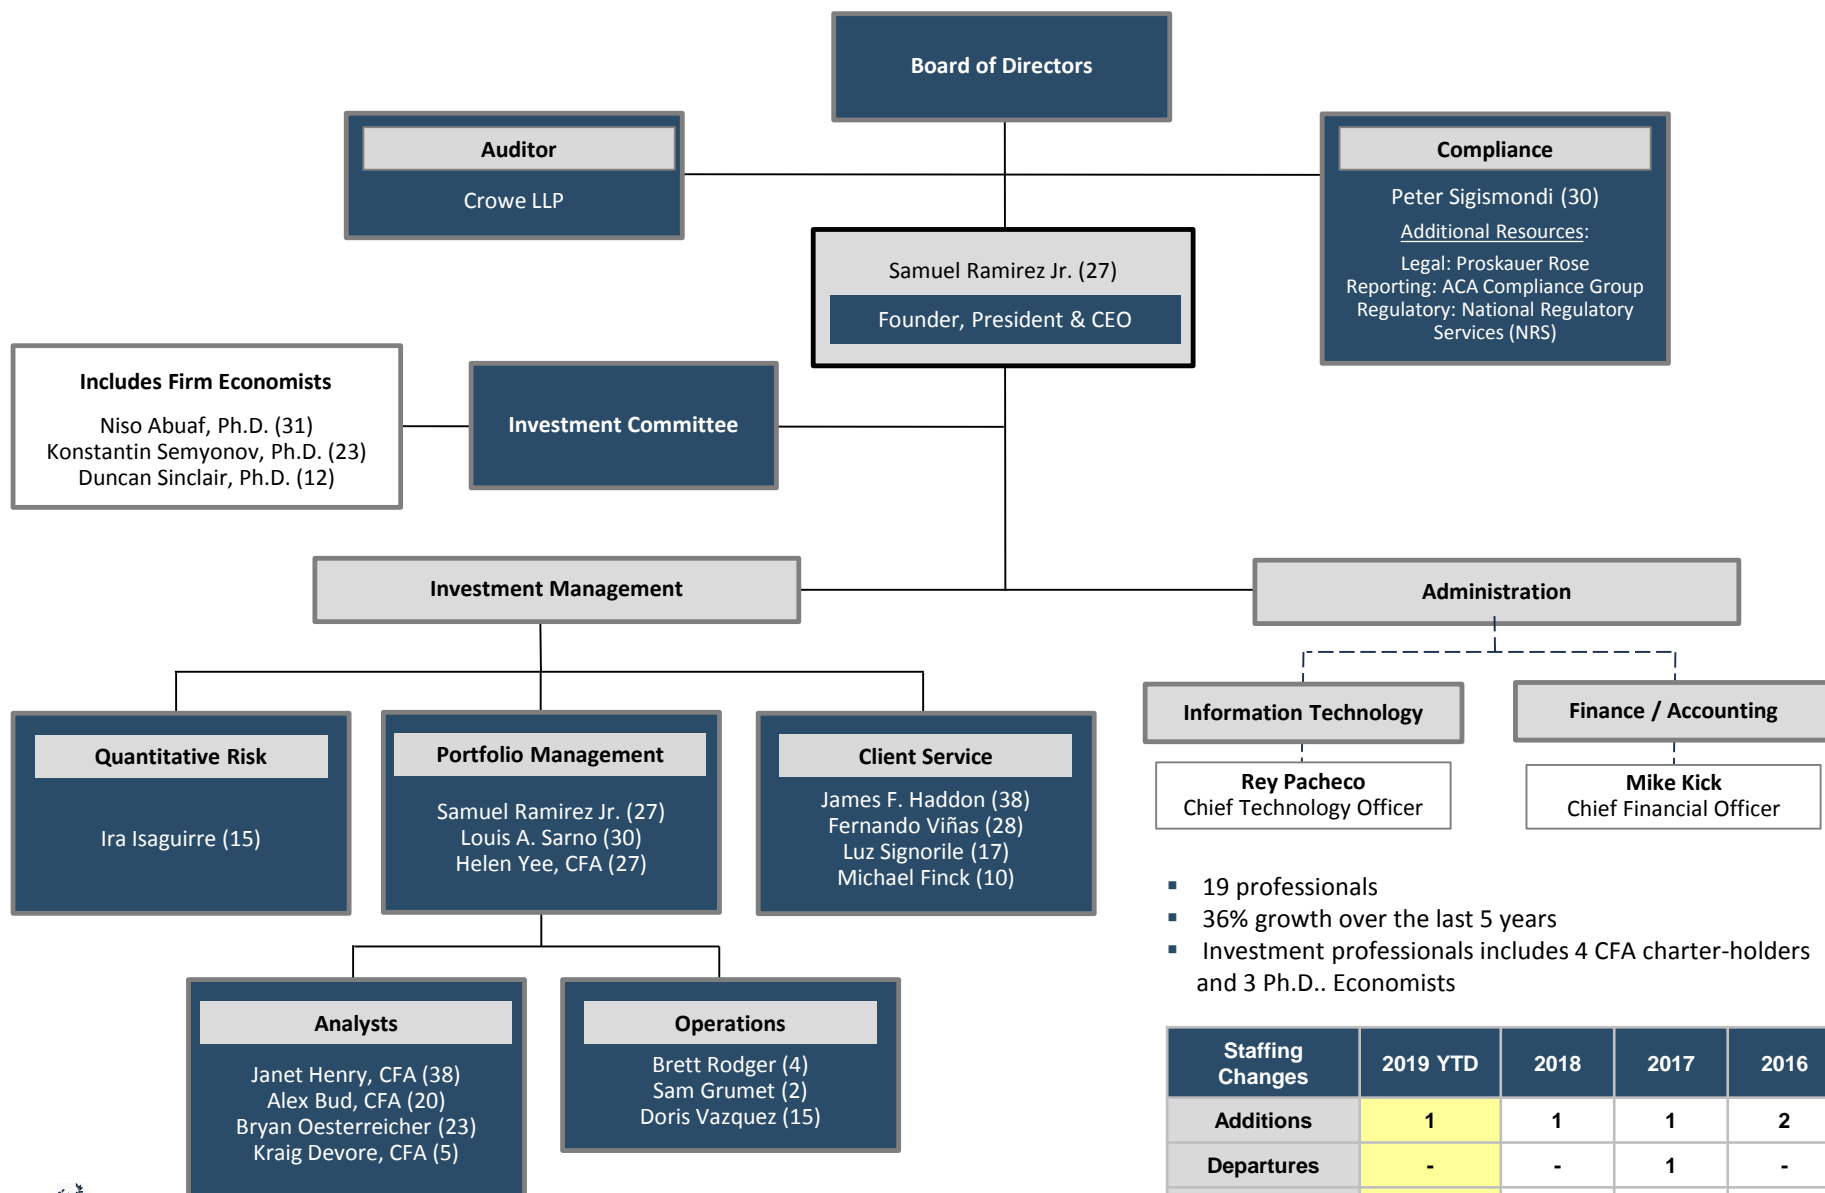 Board of Directors
Auditor
Crowe LLP
Compliance
Peter Sigismondi (30)
Additional Resources:
Legal: Proskauer Rose
Reporting: ACA Compliance Group
Regulatory: National Regulatory
Services (NRS)
Samuel Ramirez Jr. (27)
Founder, President & CEO
Includes Firm Economists
Niso Abuaf, Ph.D. (31)
Konstantin Semyonov, Ph.D. (23)
Duncan Sinclair, Ph.D. (12)
Investment Committee
Investment Management
Administration
Quantitative Risk
Ira Isaguirre (15)
Portfolio Management
Samuel Ramirez Jr. (27)
Louis A. Sarno (30)
Helen Yee, CFA (27)
Client Service
James F. Haddon (38)
Fernando Viñas (28)
Luz Signorile (17)
Michael Finck (10)
Information Technology
Rey Pacheco
Chief Technology Officer
Finance / Accounting
Mike Kick
Chief Financial Officer
Analysts
Janet Henry, CFA (38)
Alex Bud, CFA (20)
Bryan Oesterreicher (23)
Kraig Devore, CFA (5)
Operations
Brett Rodger (4)
Sam Grumet (2)
Doris Vazquez (15)
▪ 19 professionals
▪ 36% growth over the last 5 years
▪ Investment professionals includes 4 CFA charter-holders
and 3 Ph.D.. Economists
Staffing
Changes 2019 YTD 2018 2017 2016
Additions 1 1 1 2
Departures - - 1 -